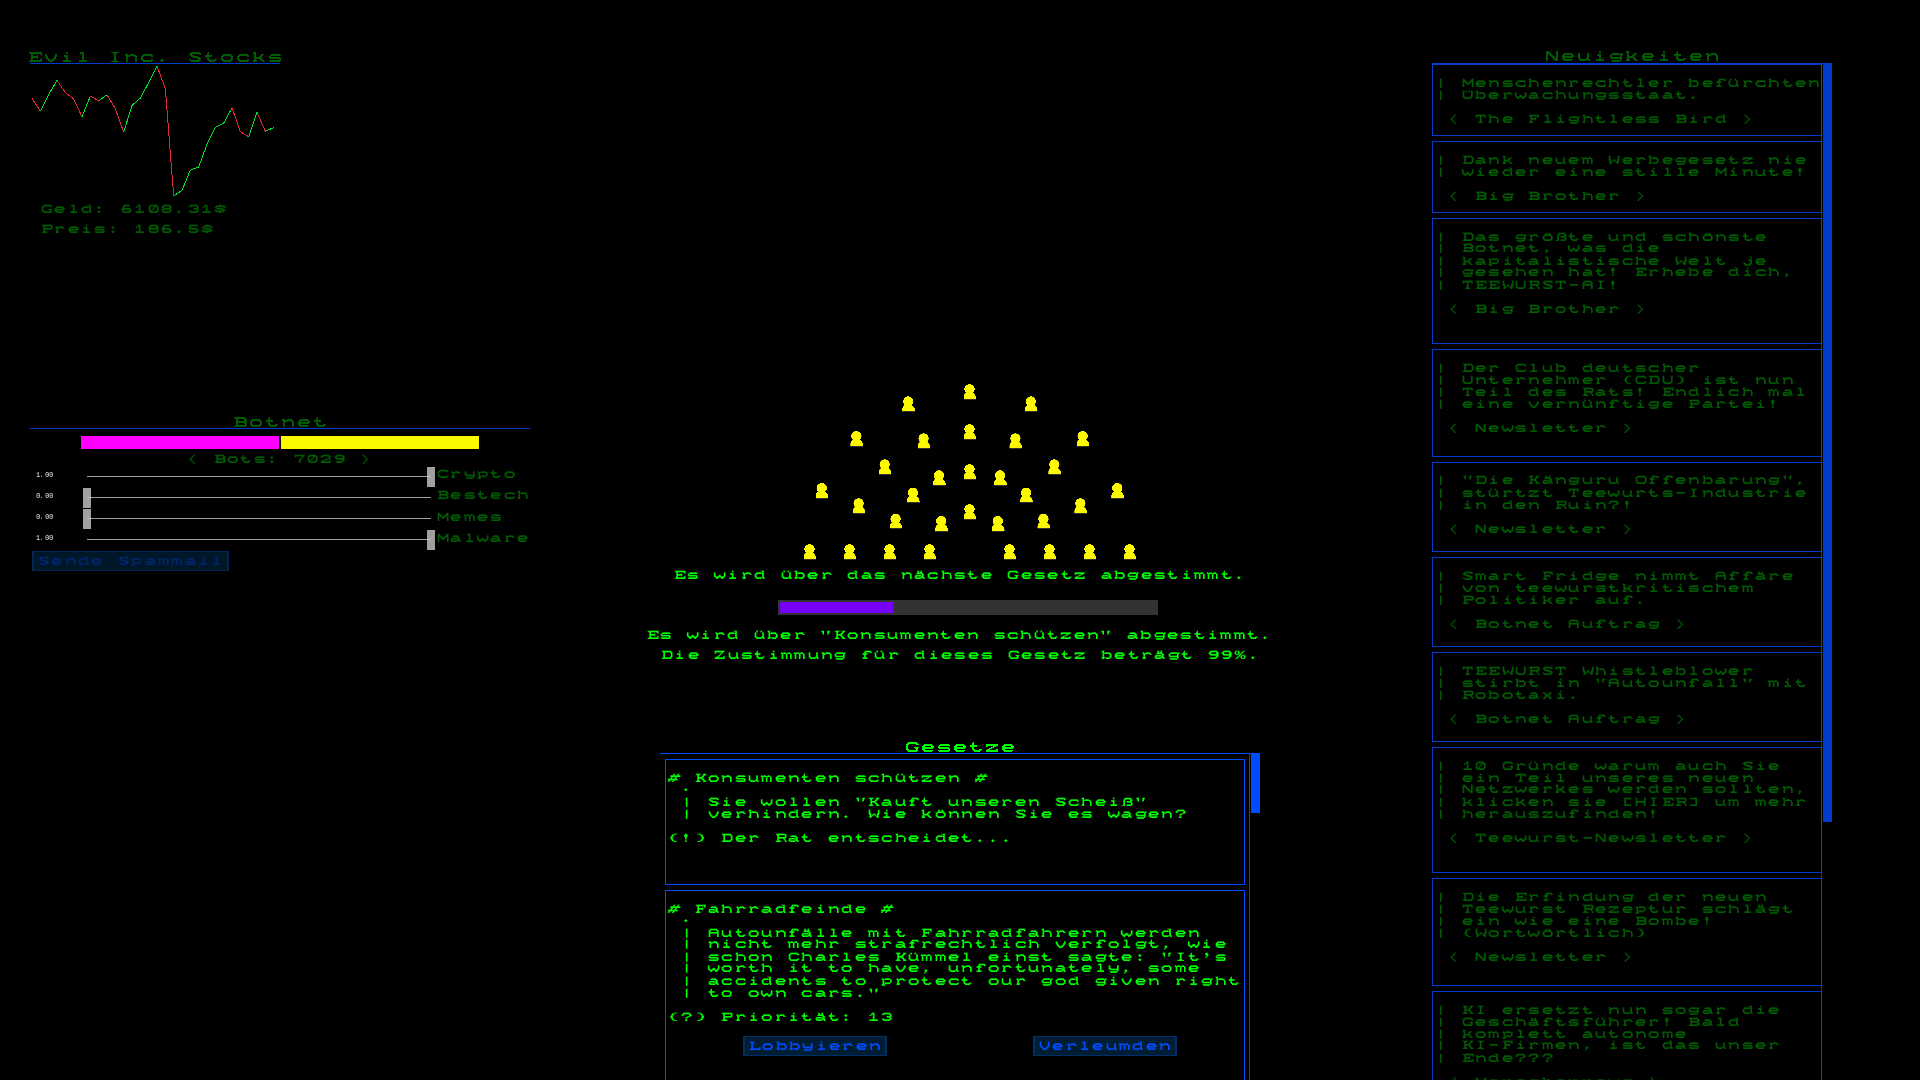 Evil Inc. Stocks
Geld: 6108.31$
Preis: 186.5$
Botnet
< Bots: 7029 >
1.00 Crypto
0.00 Bestech
0.00 Memes
1.00 Malware
Sende Spammail
Es wird über das nächste Gesetz abgestimmt.
Es wird über "Konsumenten schützen" abgestimmt.
Die Zustimmung für dieses Gesetz beträgt 99%.
Gesetze
# Konsumenten schützen #
| Sie wollen "Kauft unseren Scheiß"
| verhindern. Wie können Sie es wagen?
(!) Der Rat entscheidet...
# Fahrradfeinde #
| Autounfälle mit Fahrradfahrern werden
| nicht mehr strafrechtlich verfolgt, wie
| schon Charles Kümmel einst sagte: "It's
| worth it to have, unfortunately, some
| accidents to protect our god given right
| to own cars."
(?) Priorität: 13
Lobbyieren Verleumden
Neuigkeiten
| Menschenrechtler befürchten
| Überwachungsstaat.
< The Flightless Bird >
| Dank neuem Werbegesetz nie
| wieder eine stille Minute!
< Big Brother >
| Das größte und schönste
| Botnet, was die
| kapitalistische Welt je
| gesehen hat! Erhebe dich,
| TEEWURST-AI!
< Big Brother >
| Der Club deutscher
| Unternehmer (CDU) ist nun
| Teil des Rats! Endlich mal
| eine vernünftige Partei!
< Newsletter >
| "Die Känguru Offenbarung",
| stürtzt Teewurts-Industrie
| in den Ruin?!
< Newsletter >
| Smart Fridge nimmt Affäre
| von teewurstkritischem
| Politiker auf.
< Botnet Auftrag >
| TEEWURST Whistleblower
| stirbt in "Autounfall" mit
| Robotaxi.
< Botnet Auftrag >
| 10 Gründe warum auch Sie
| ein Teil unseres neuen
| Netzwerkes werden sollten,
| klicken sie [HIER] um mehr
| herauszufinden!
< Teewurst-Newsletter >
| Die Erfindung der neuen
| Teewurst Rezeptur schlägt
| ein wie eine Bombe!
| (Wortwörtlich)
< Newsletter >
| KI ersetzt nun sogar die
| Geschäftsführer! Bald
| komplett autonome
| KI-Firmen, ist das unser
| Ende???